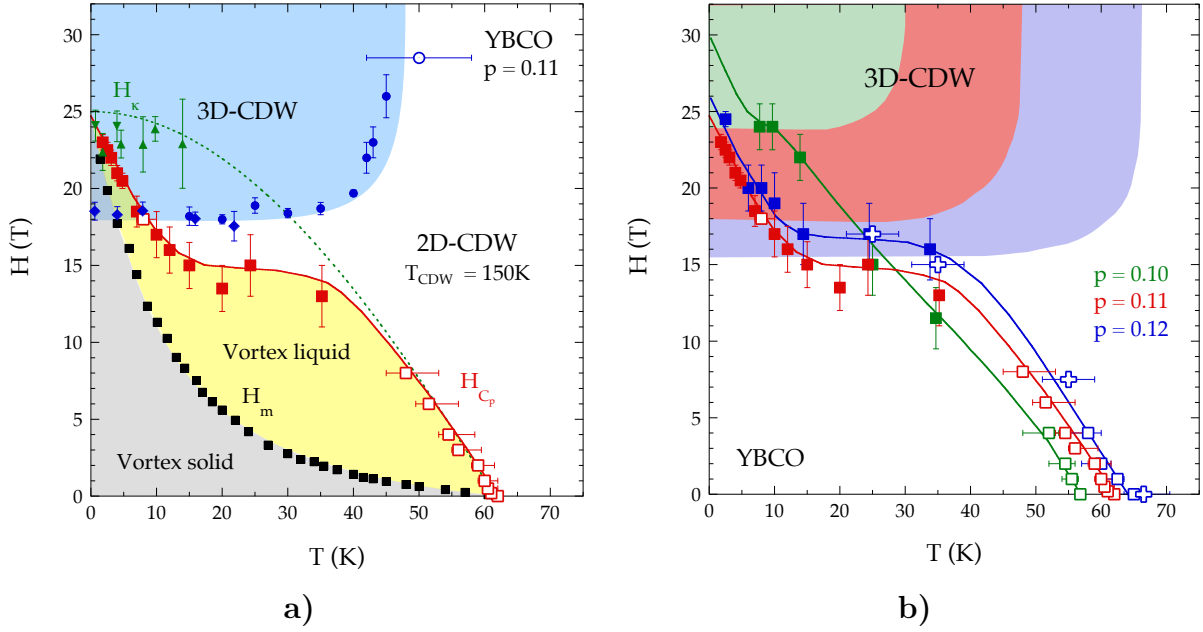 30
25
20
15
10
5
0
H (T)
0
10
20
30
40
50
60
70
T (K)
YBCO
p = 0.11
H_κ
3D-CDW
2D-CDW
T_CDW = 150K
Vortex liquid
H_m
H_{C_p}
Vortex solid
a)
30
25
20
15
10
5
0
H (T)
0
10
20
30
40
50
60
70
T (K)
3D-CDW
p = 0.10
p = 0.11
p = 0.12
YBCO
b)